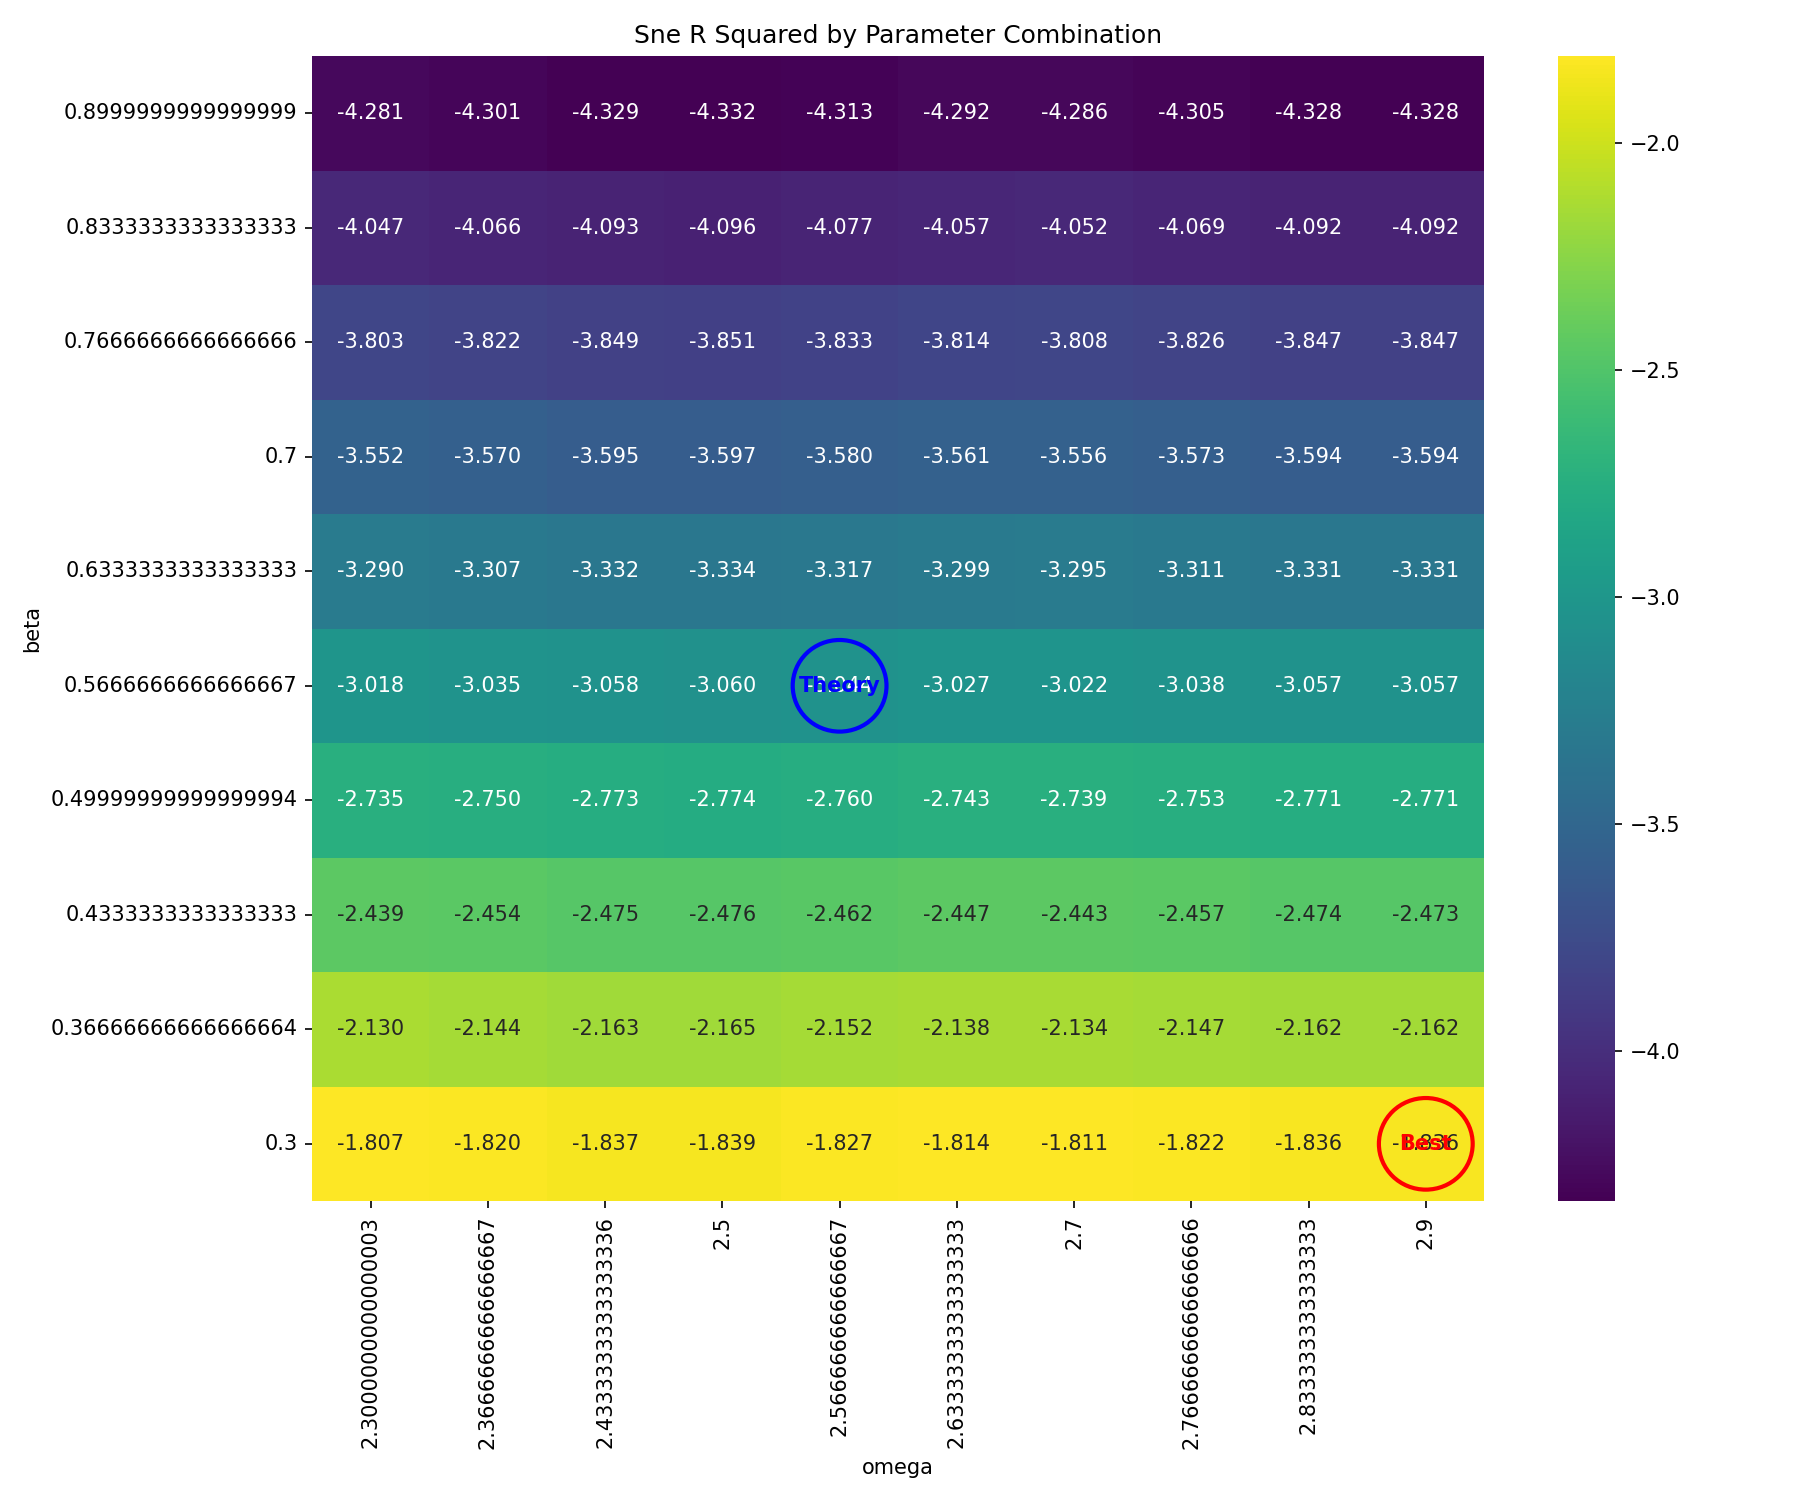 Sne R Squared by Parameter Combination
0.8999999999999999 -4.281 -4.301 -4.329 -4.332 -4.313 -4.292 -4.286 -4.305 -4.328 -4.328
0.8333333333333333 -4.047 -4.066 -4.093 -4.096 -4.077 -4.057 -4.052 -4.069 -4.092 -4.092
0.7666666666666666 -3.803 -3.822 -3.849 -3.851 -3.833 -3.814 -3.808 -3.826 -3.847 -3.847
0.7 -3.552 -3.570 -3.595 -3.597 -3.580 -3.561 -3.556 -3.573 -3.594 -3.594
0.6333333333333333 -3.290 -3.307 -3.332 -3.334 -3.317 -3.299 -3.295 -3.311 -3.331 -3.331
beta
0.5666666666666667 -3.018 -3.035 -3.058 -3.060 Theory -3.027 -3.022 -3.038 -3.057 -3.057
0.49999999999999994 -2.735 -2.750 -2.773 -2.774 -2.760 -2.743 -2.739 -2.753 -2.771 -2.771
0.4333333333333333 -2.439 -2.454 -2.475 -2.476 -2.462 -2.447 -2.443 -2.457 -2.474 -2.473
0.36666666666666664 -2.130 -2.144 -2.163 -2.165 -2.152 -2.138 -2.134 -2.147 -2.162 -2.162
0.3 -1.807 -1.820 -1.837 -1.839 -1.827 -1.814 -1.811 -1.822 -1.836 -1.836 Best
2.3000000000000003
2.3666666666666667
2.4333333333333336
2.5
2.566666666666667
2.6333333333333333
2.7
2.7666666666666666
2.8333333333333333
2.9
omega
−2.0
−2.5
−3.0
−3.5
−4.0